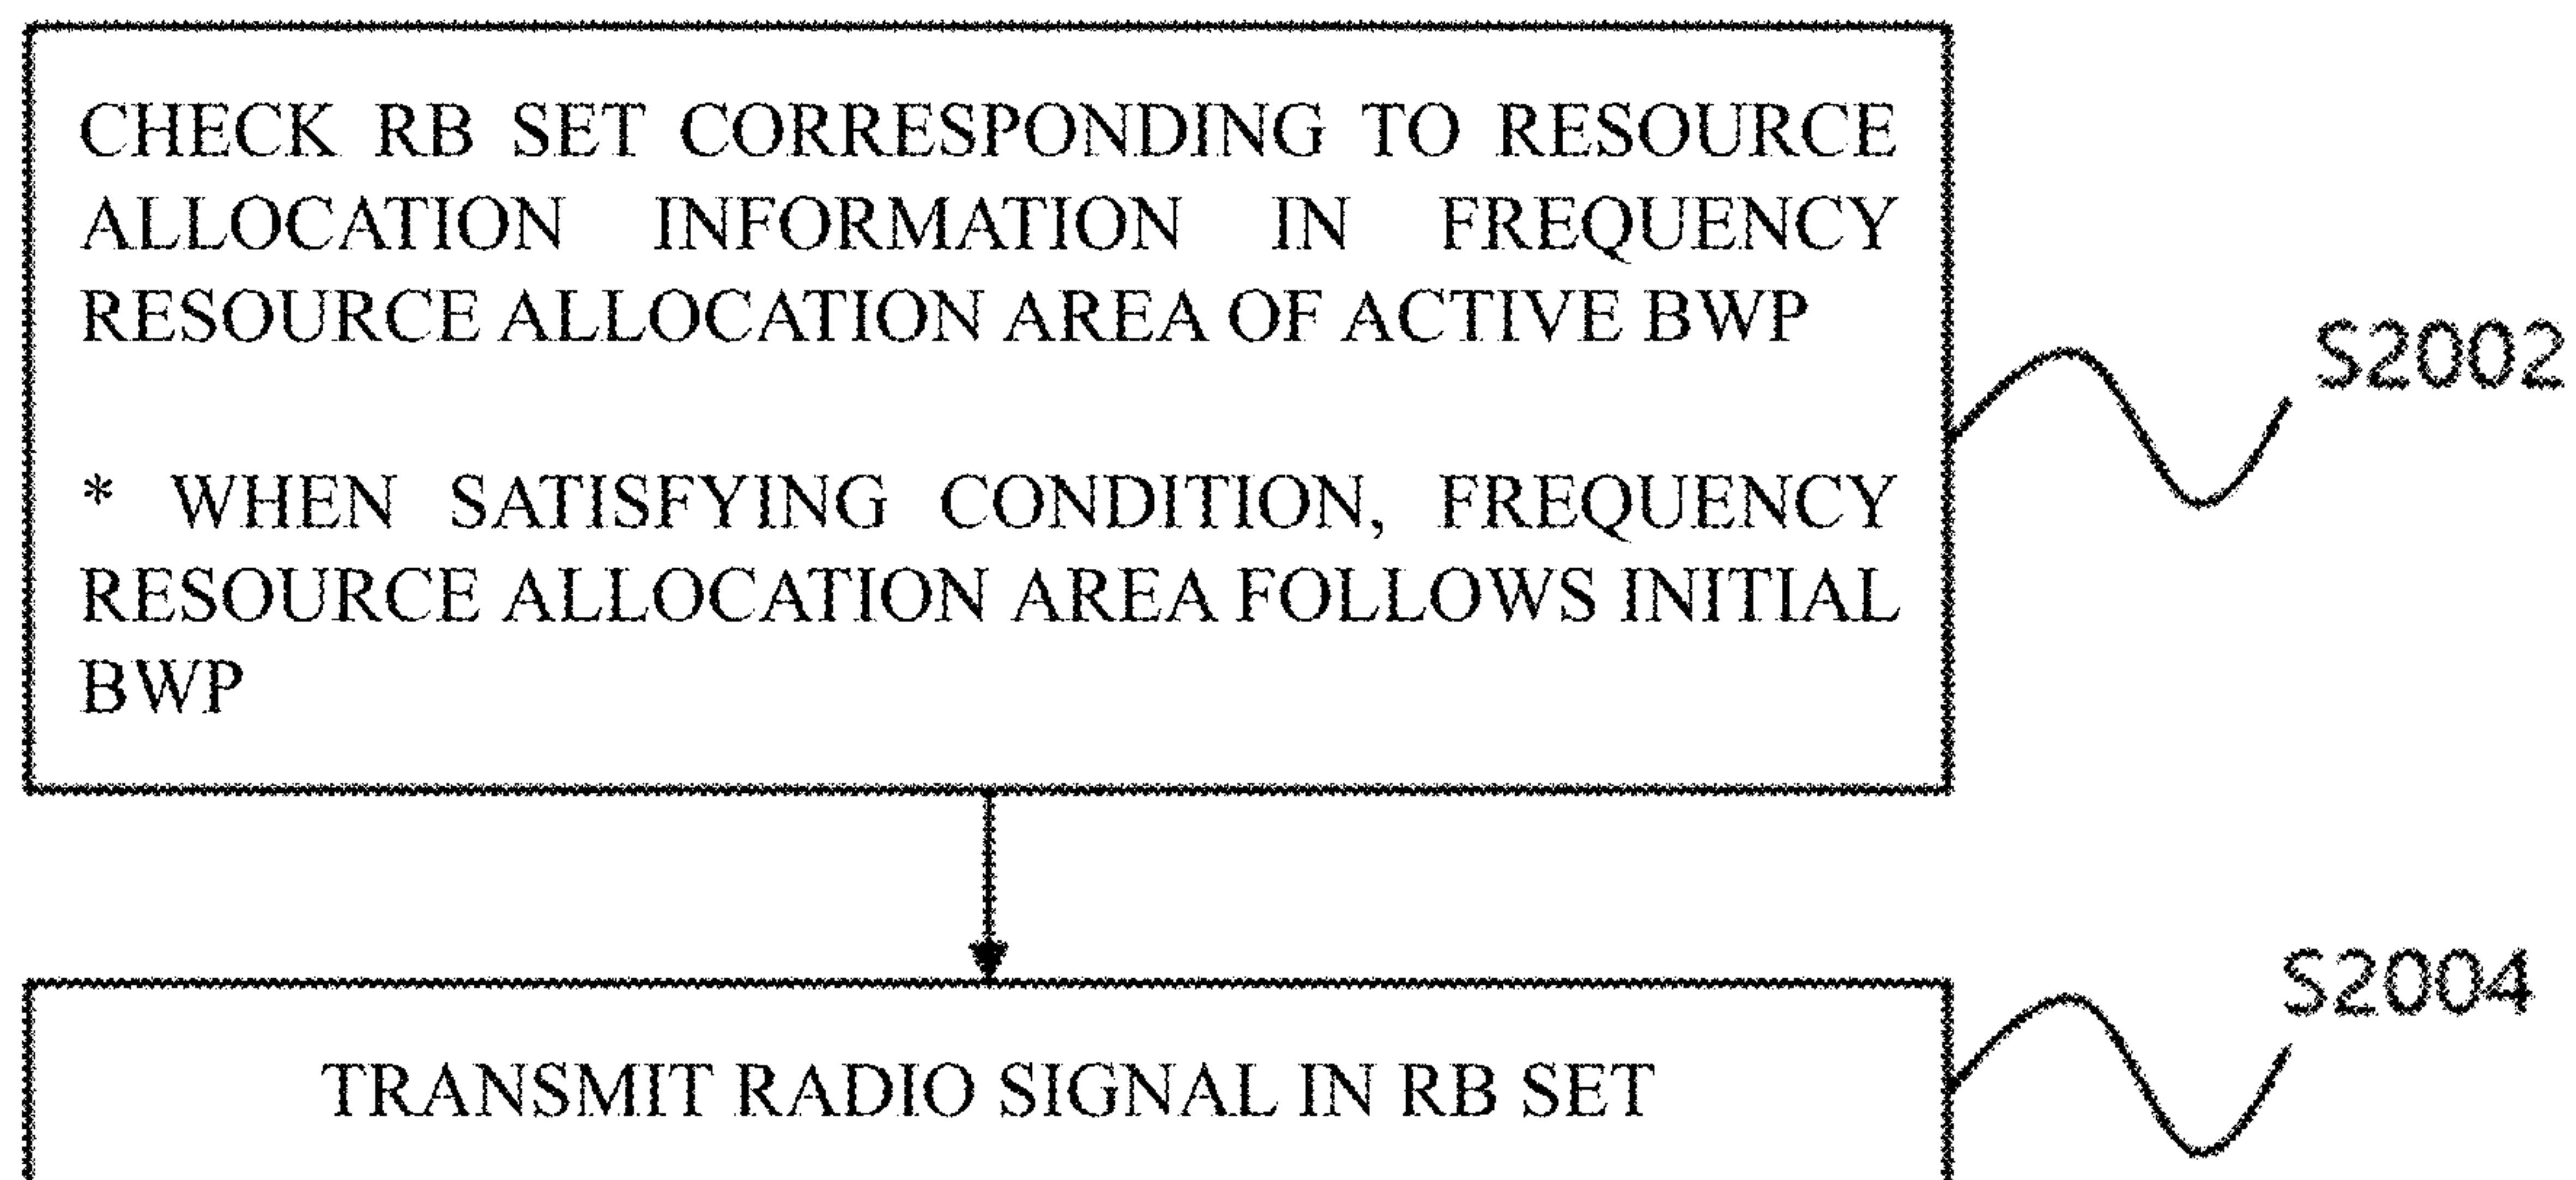 CHECK RB SET CORRESPONDING TO RESOURCE
ALLOCATION INFORMATION IN FREQUENCY
RESOURCE ALLOCATION AREA OF ACTIVE BWP
S2002
* WHEN SATISFYING CONDITION, FREQUENCY
RESOURCE ALLOCATION AREA FOLLOWS INITIAL
BWP
S2004
TRANSMIT RADIO SIGNAL IN RB SET